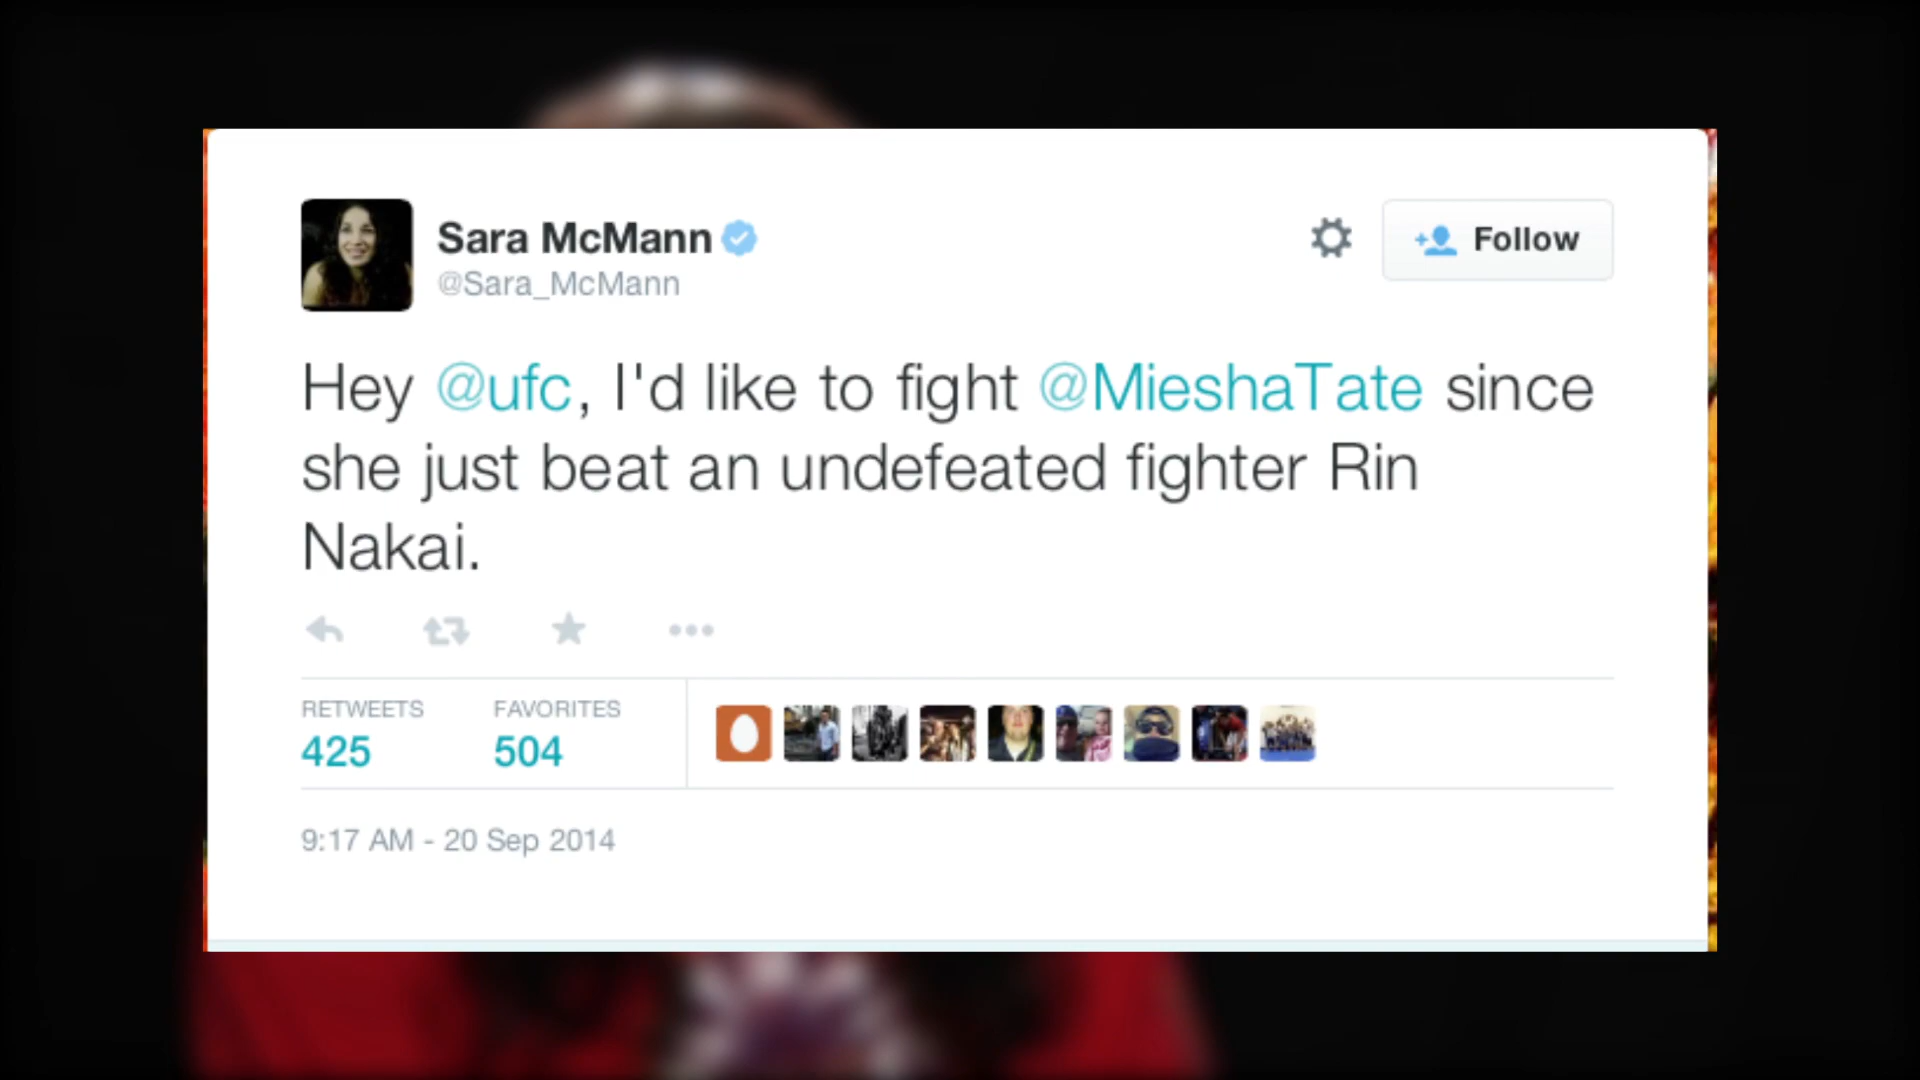 Sara McMann
@Sara_McMann
Follow
Hey @ufc, I'd like to fight @MieshaTate since
she just beat an undefeated fighter Rin
Nakai.
RETWEETS FAVORITES
425 504
9:17 AM - 20 Sep 2014